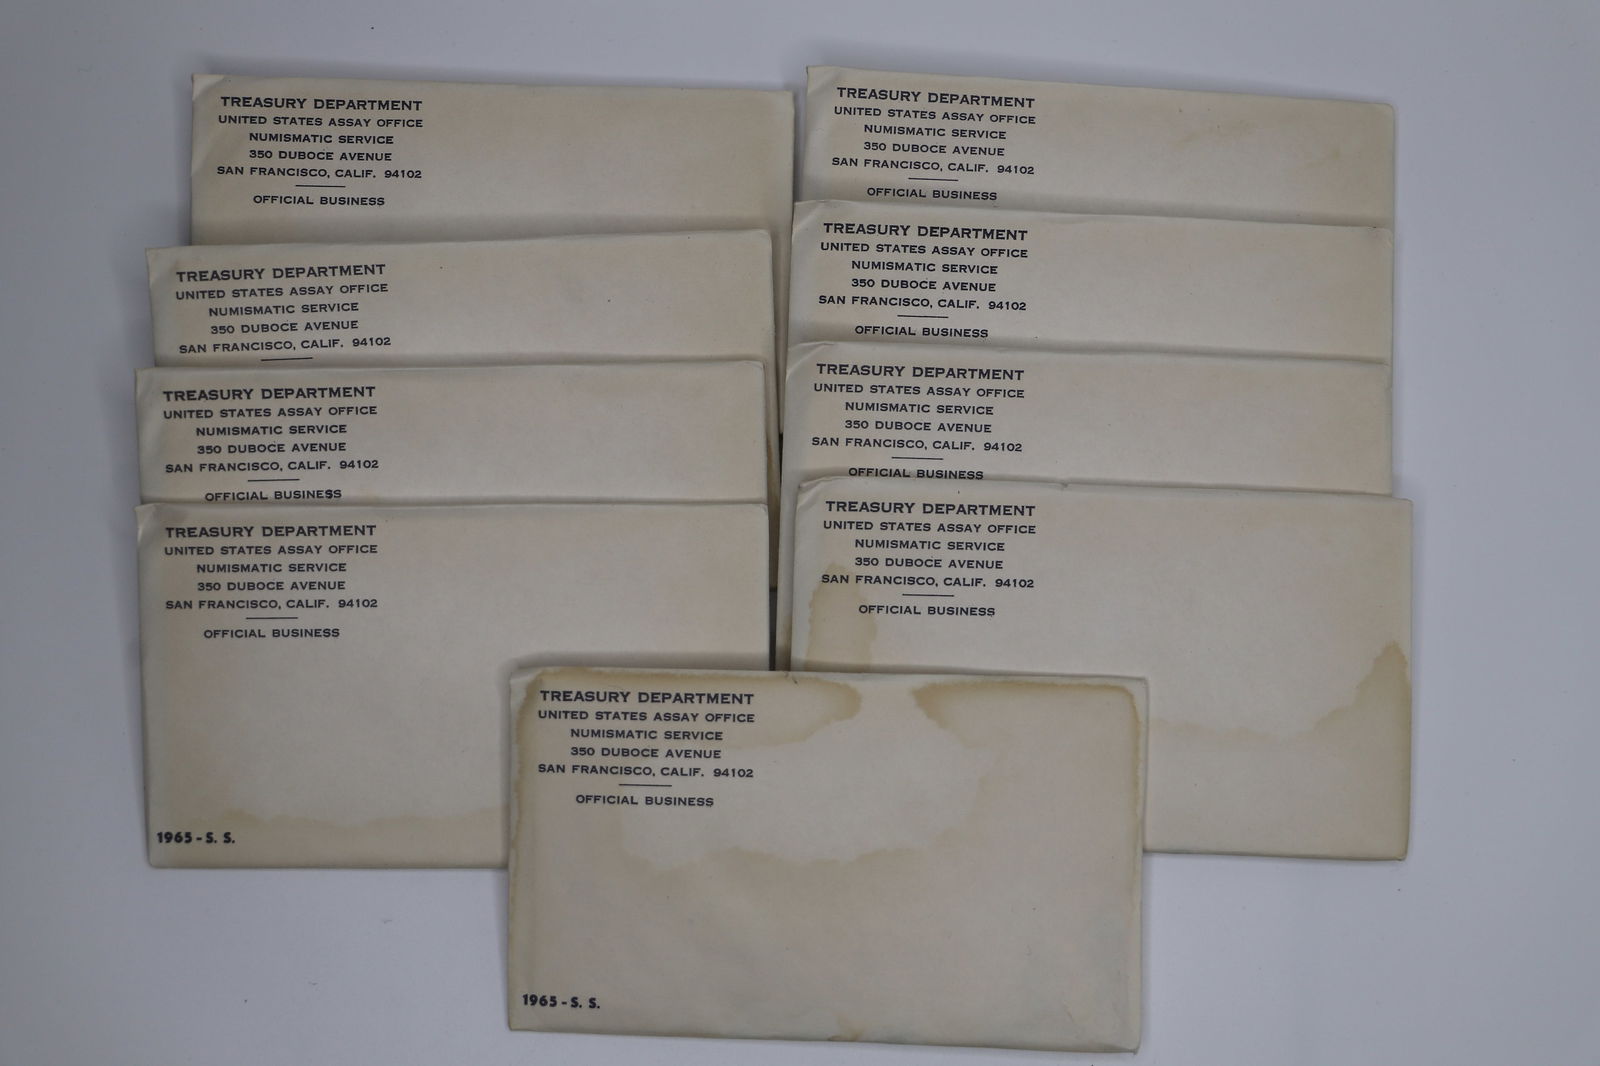 TREASURY DEPARTMENT
UNITED STATES ASSAY OFFICE
NUMISMATIC SERVICE
350 DUBOCE AVENUE
SAN FRANCISCO, CALIF. 94102
OFFICIAL BUSINESS
TREASURY DEPARTMENT
UNITED STATES ASSAY OFFICE
NUMISMATIC SERVICE
350 DUBOCE AVENUE
SAN FRANCISCO, CALIF. 94102
TREASURY DEPARTMENT
UNITED STATES ASSAY OFFICE
NUMISMATIC SERVICE
350 DUBOCE AVENUE
SAN FRANCISCO, CALIF. 94102
OFFICIAL BUSINESS
TREASURY DEPARTMENT
UNITED STATES ASSAY OFFICE
NUMISMATIC SERVICE
350 DUBOCE AVENUE
SAN FRANCISCO, CALIF. 94102
OFFICIAL BUSINESS
1965 - S. S.
TREASURY DEPARTMENT
UNITED STATES ASSAY OFFICE
NUMISMATIC SERVICE
350 DUBOCE AVENUE
SAN FRANCISCO, CALIF. 94102
OFFICIAL BUSINESS
TREASURY DEPARTMENT
UNITED STATES ASSAY OFFICE
NUMISMATIC SERVICE
350 DUBOCE AVENUE
SAN FRANCISCO, CALIF. 94102
OFFICIAL BUSINESS
TREASURY DEPARTMENT
UNITED STATES ASSAY OFFICE
NUMISMATIC SERVICE
350 DUBOCE AVENUE
SAN FRANCISCO, CALIF. 94102
OFFICIAL BUSINESS
TREASURY DEPARTMENT
UNITED STATES ASSAY OFFICE
NUMISMATIC SERVICE
350 DUBOCE AVENUE
SAN FRANCISCO, CALIF. 94102
OFFICIAL BUSINESS
TREASURY DEPARTMENT
UNITED STATES ASSAY OFFICE
NUMISMATIC SERVICE
350 DUBOCE AVENUE
SAN FRANCISCO, CALIF. 94102
OFFICIAL BUSINESS
1965 - S. S.